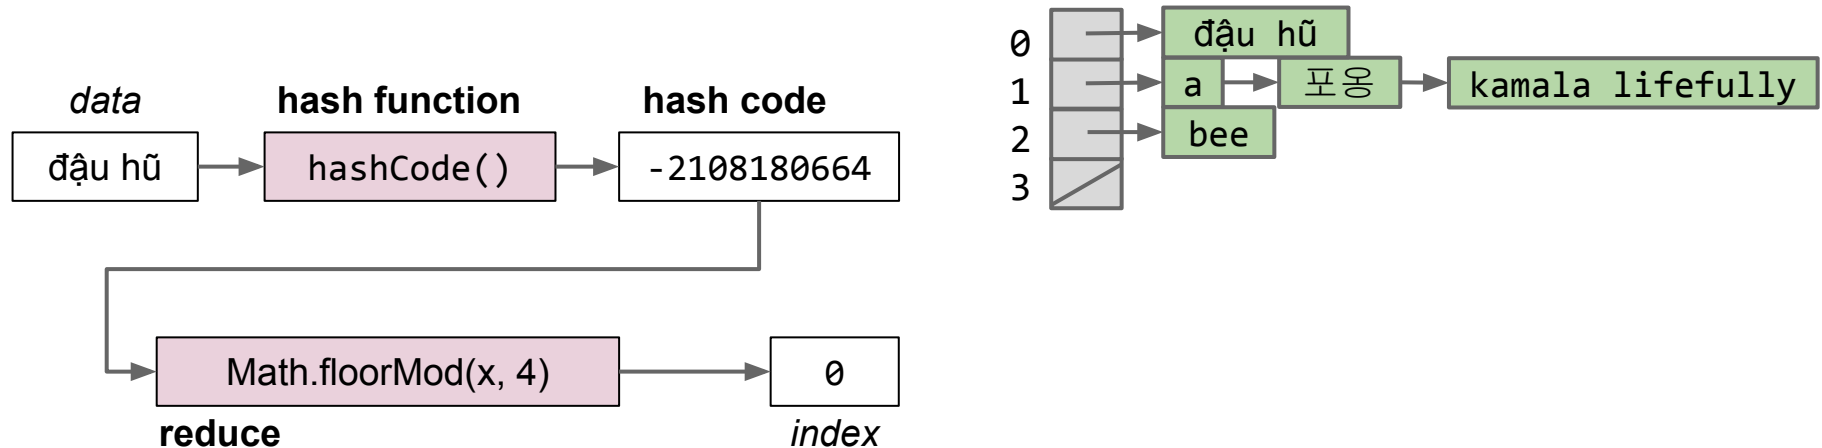 data
hash function
hash code
đậu hũ
hashCode()
-2108180664
Math.floorMod(x, 4)
0
reduce
index
0
đậu hũ
1
a
포옹
kamala lifefully
2
bee
3